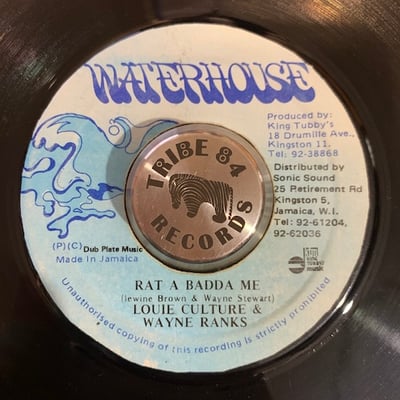 WATERHOUSE
Produced by:
King Tubby's
18 Drumille Ave.,
Kingston 11.
Tel: 92-38868
Distributed by
Sonic Sound
25 Retirement Rd
Kingston 5,
Jamaica, W.I.
Tel: 92-61204,
92-62036
TRIBE 84
RECORDS
(P)(C) Dub Plate Music
Made In Jamaica
music
RAT A BADDA ME
(Iewine Brown & Wayne Stewart)
LOUIE CULTURE &
WAYNE RANKS
Unauthorised copying of this recording is strictly prohibited